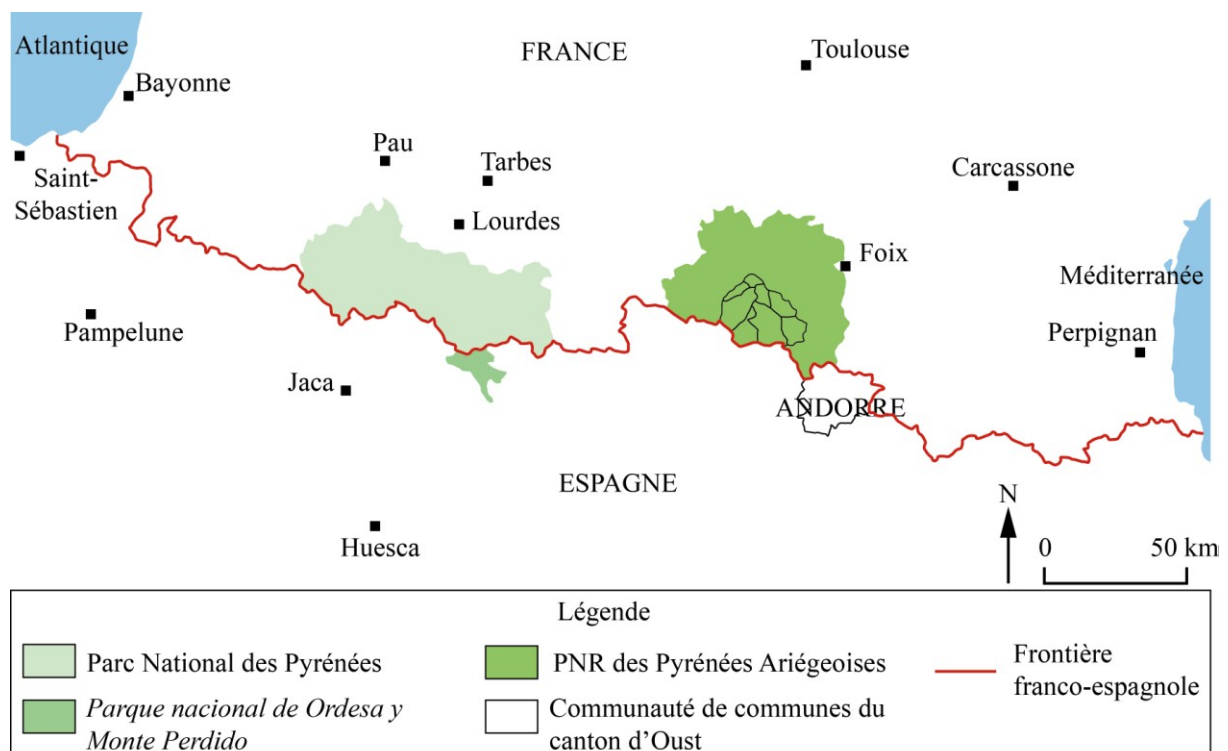 Atlantique
FRANCE
Toulouse
Bayonne
Pau
Tarbes
Carcassone
Saint-
Sébastien
Lourdes
Foix
Méditerranée
Pampelune
Perpignan
Jaca
ANDORRE
ESPAGNE
N
Huesca
0 50 km
Légende
Parc National des Pyrénées
PNR des Pyrénées Ariégeoises
Frontière
franco-espagnole
Parque nacional de Ordesa y
Monte Perdido
Communauté de communes du
canton d’Oust